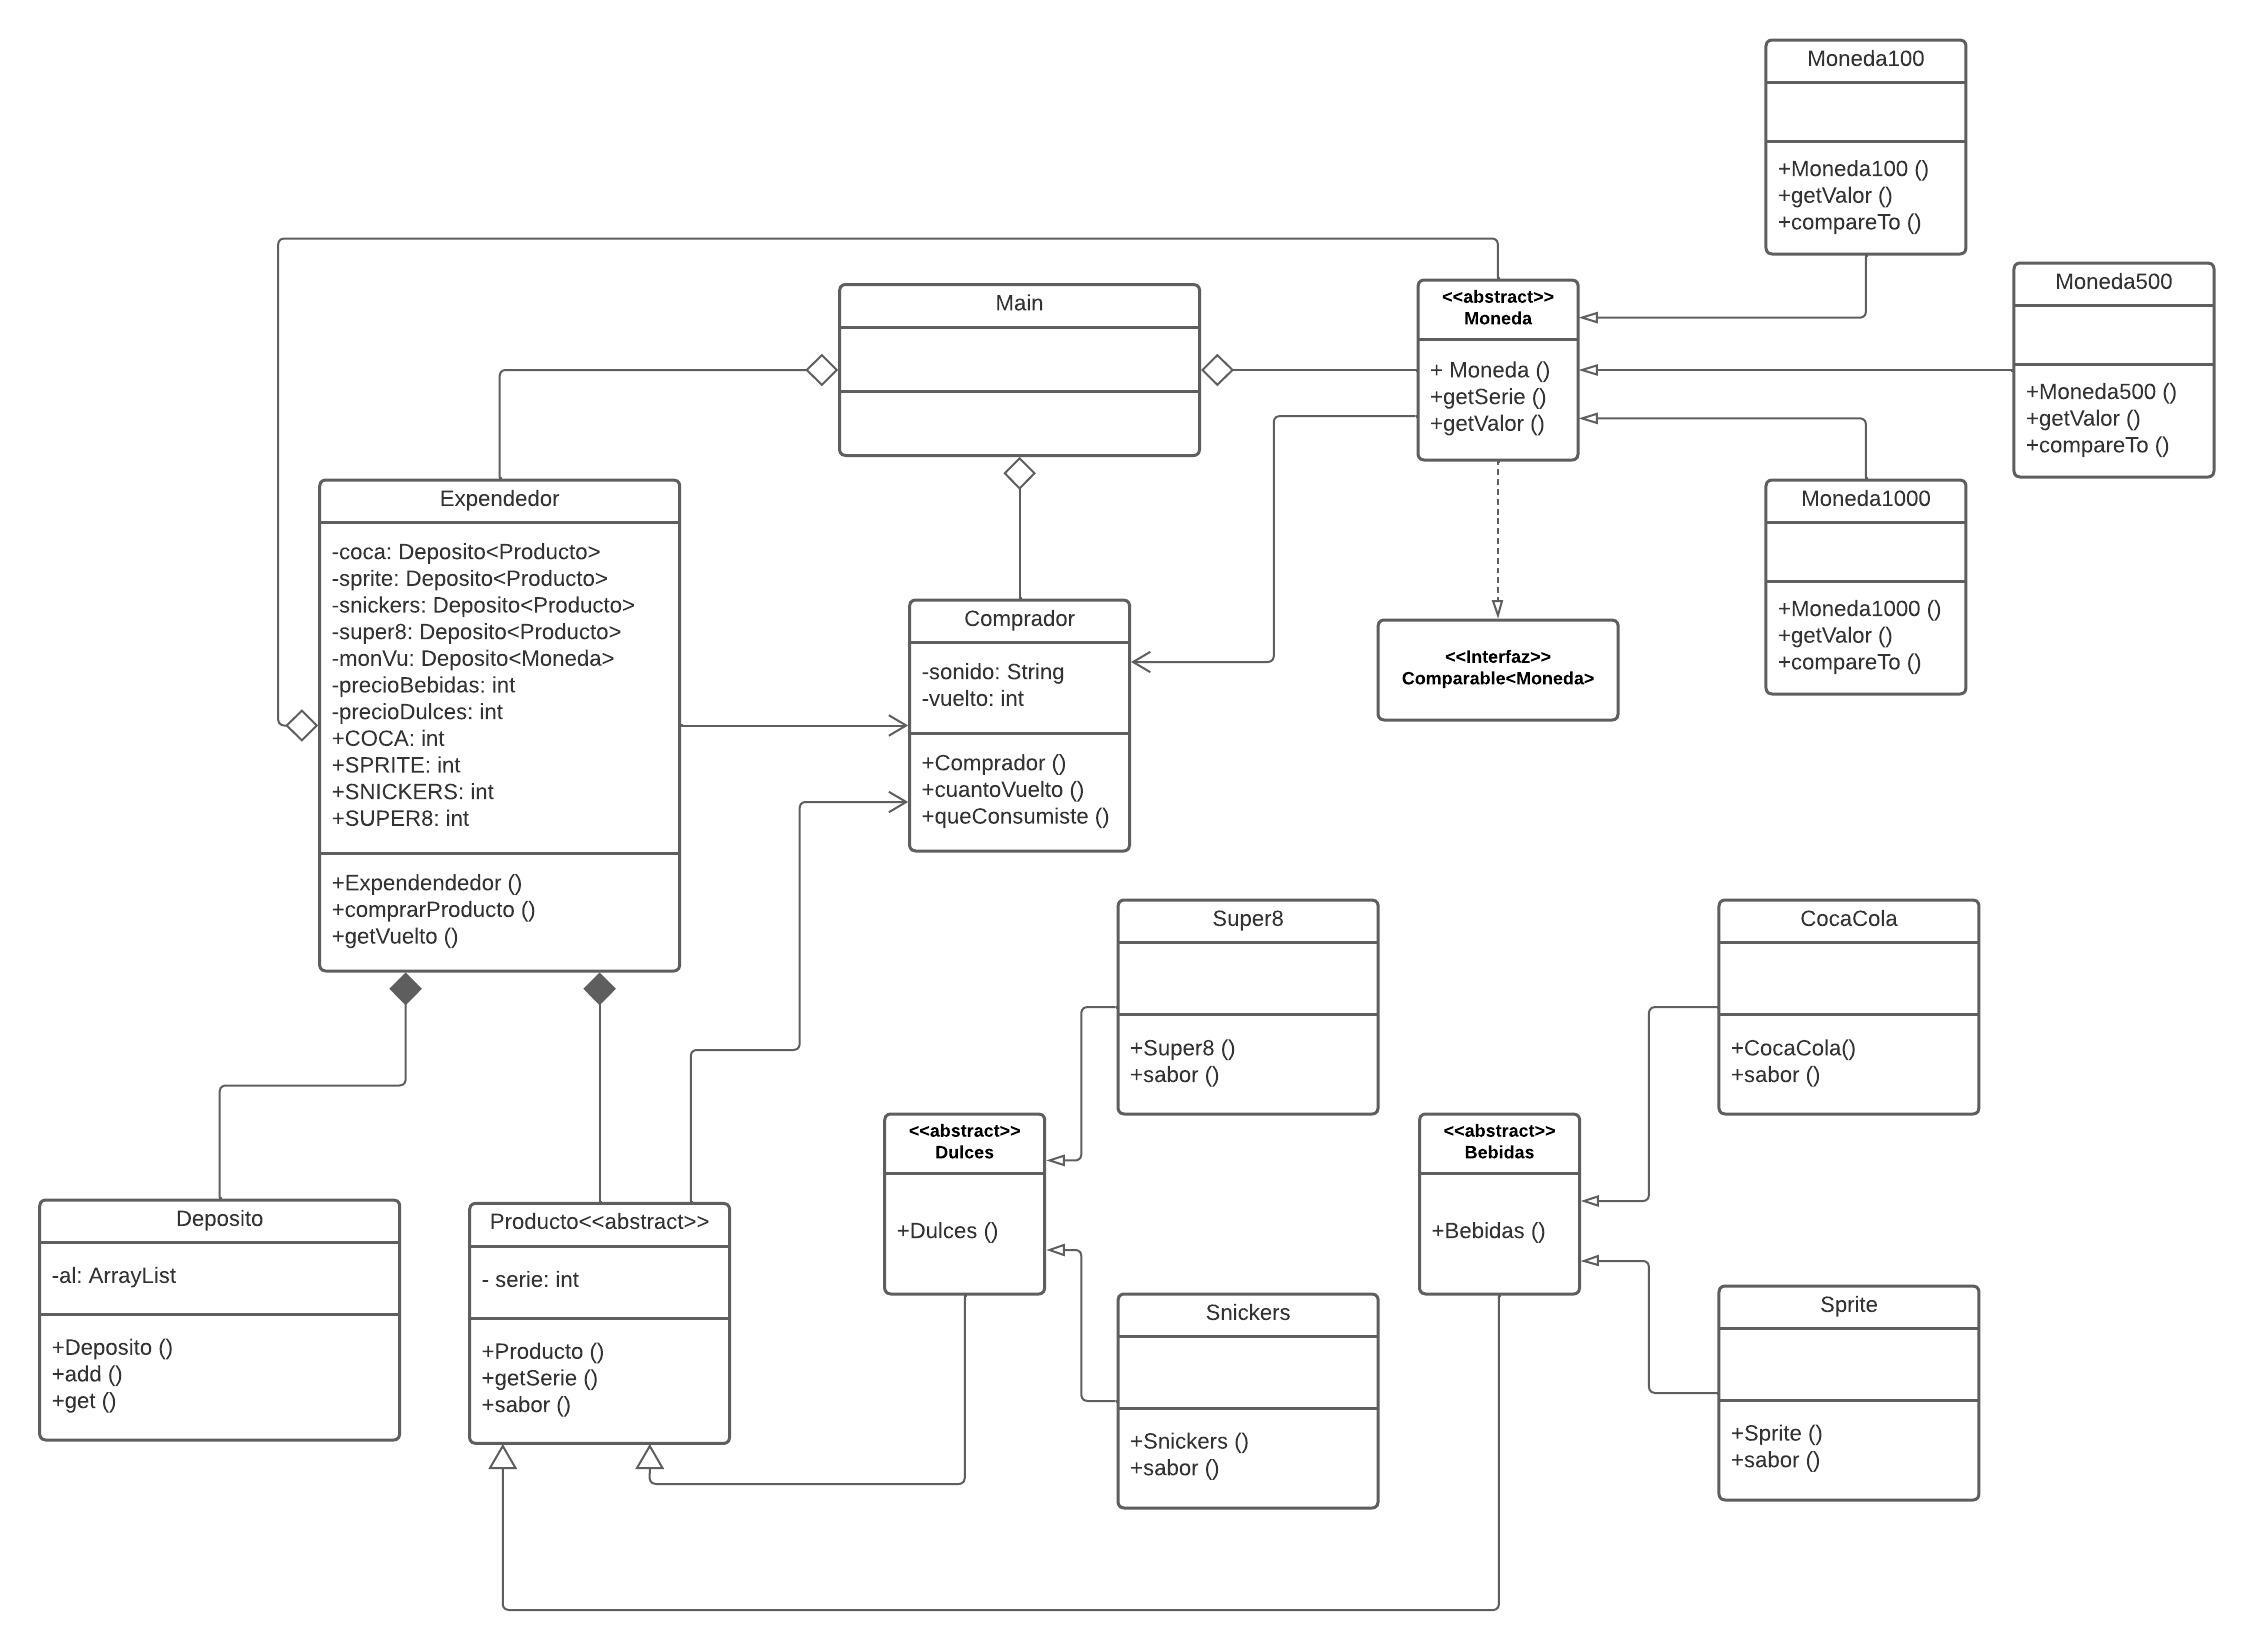 Moneda100
+Moneda100 ()
+getValor ()
+compareTo ()
Moneda500
+Moneda500 ()
+getValor ()
+compareTo ()
Main
<<abstract>>
Moneda
+ Moneda ()
+getSerie ()
+getValor ()
Moneda1000
+Moneda1000 ()
+getValor ()
+compareTo ()
Expendedor
-coca: Deposito<Producto>
-sprite: Deposito<Producto>
-snickers: Deposito<Producto>
-super8: Deposito<Producto>
-monVu: Deposito<Moneda>
-precioBebidas: int
-precioDulces: int
+COCA: int
+SPRITE: int
+SNICKERS: int
+SUPER8: int
+Expendendedor ()
+comprarProducto ()
+getVuelto ()
Comprador
-sonido: String
-vuelto: int
+Comprador ()
+cuantoVuelto ()
+queConsumiste ()
<<Interfaz>>
Comparable<Moneda>
Super8
+Super8 ()
+sabor ()
CocaCola
+CocaCola()
+sabor ()
<<abstract>>
Dulces
+Dulces ()
<<abstract>>
Bebidas
+Bebidas ()
Deposito
-al: ArrayList
+Deposito ()
+add ()
+get ()
Producto<<abstract>>
- serie: int
+Producto ()
+getSerie ()
+sabor ()
Snickers
+Snickers ()
+sabor ()
Sprite
+Sprite ()
+sabor ()